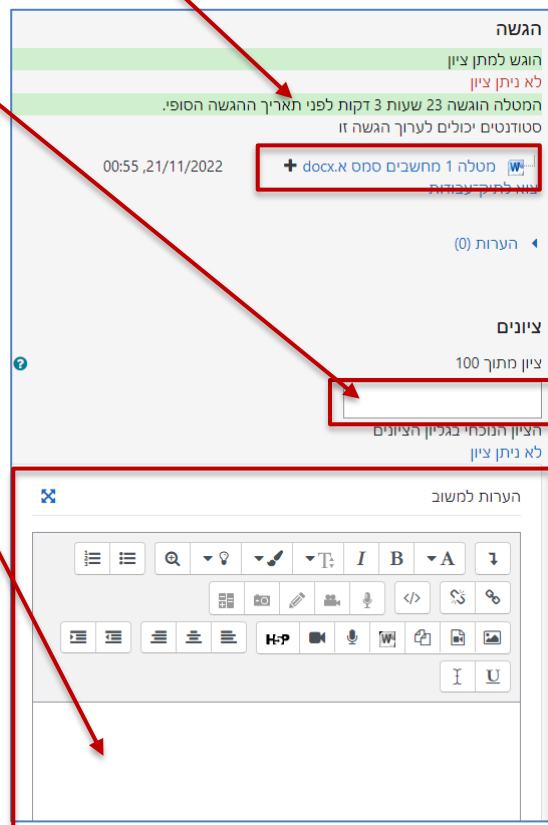 הגשה
הוגש למתן ציון
לא ניתן ציון
המטלה הוגשה 23 שעות 3 דקות לפני תאריך ההגשה הסופי.
סטודנטים יכולים לערוך הגשה זו
מטלה 1 מחשבים סמס א.docx 21/11/2022, 00:55
יצוא לתיק־עבודות
הערות (0)
ציונים
ציון מתוך 100
הציון הנוכחי בגליון הציונים
לא ניתן ציון
הערות למשוב
A B I T
</>
W H-P
U I